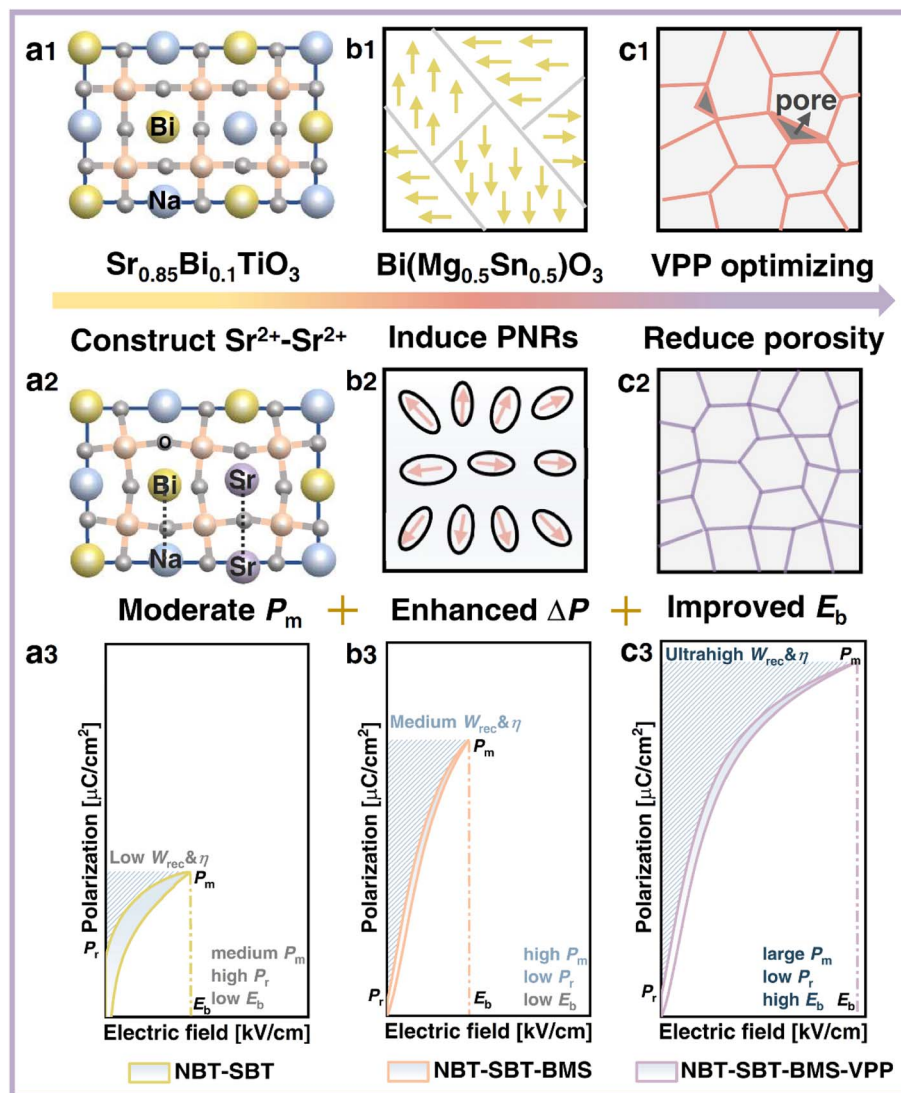 a1
Bi
Na
b1
c1
pore
Sr0.85Bi0.1TiO3
Bi(Mg0.5Sn0.5)O3
VPP optimizing
Construct Sr2+-Sr2+
Induce PNRs
Reduce porosity
a2
O
Bi
Sr
Na
Sr
b2
c2
Moderate Pm + Enhanced ΔP + Improved Eb
a3
Polarization [μC/cm2]
Low Wrec&η
Pm
Pr
medium Pm
high Pr
low Eb
Eb
Electric field [kV/cm]
NBT-SBT
b3
Polarization [μC/cm2]
Medium Wrec&η
Pm
Pr
high Pm
low Pr
low Eb
Eb
Electric field [kV/cm]
NBT-SBT-BMS
c3
Polarization [μC/cm2]
Ultrahigh Wrec&η
Pm
Pr
large Pm
low Pr
high Eb
Eb
Electric field [kV/cm]
NBT-SBT-BMS-VPP